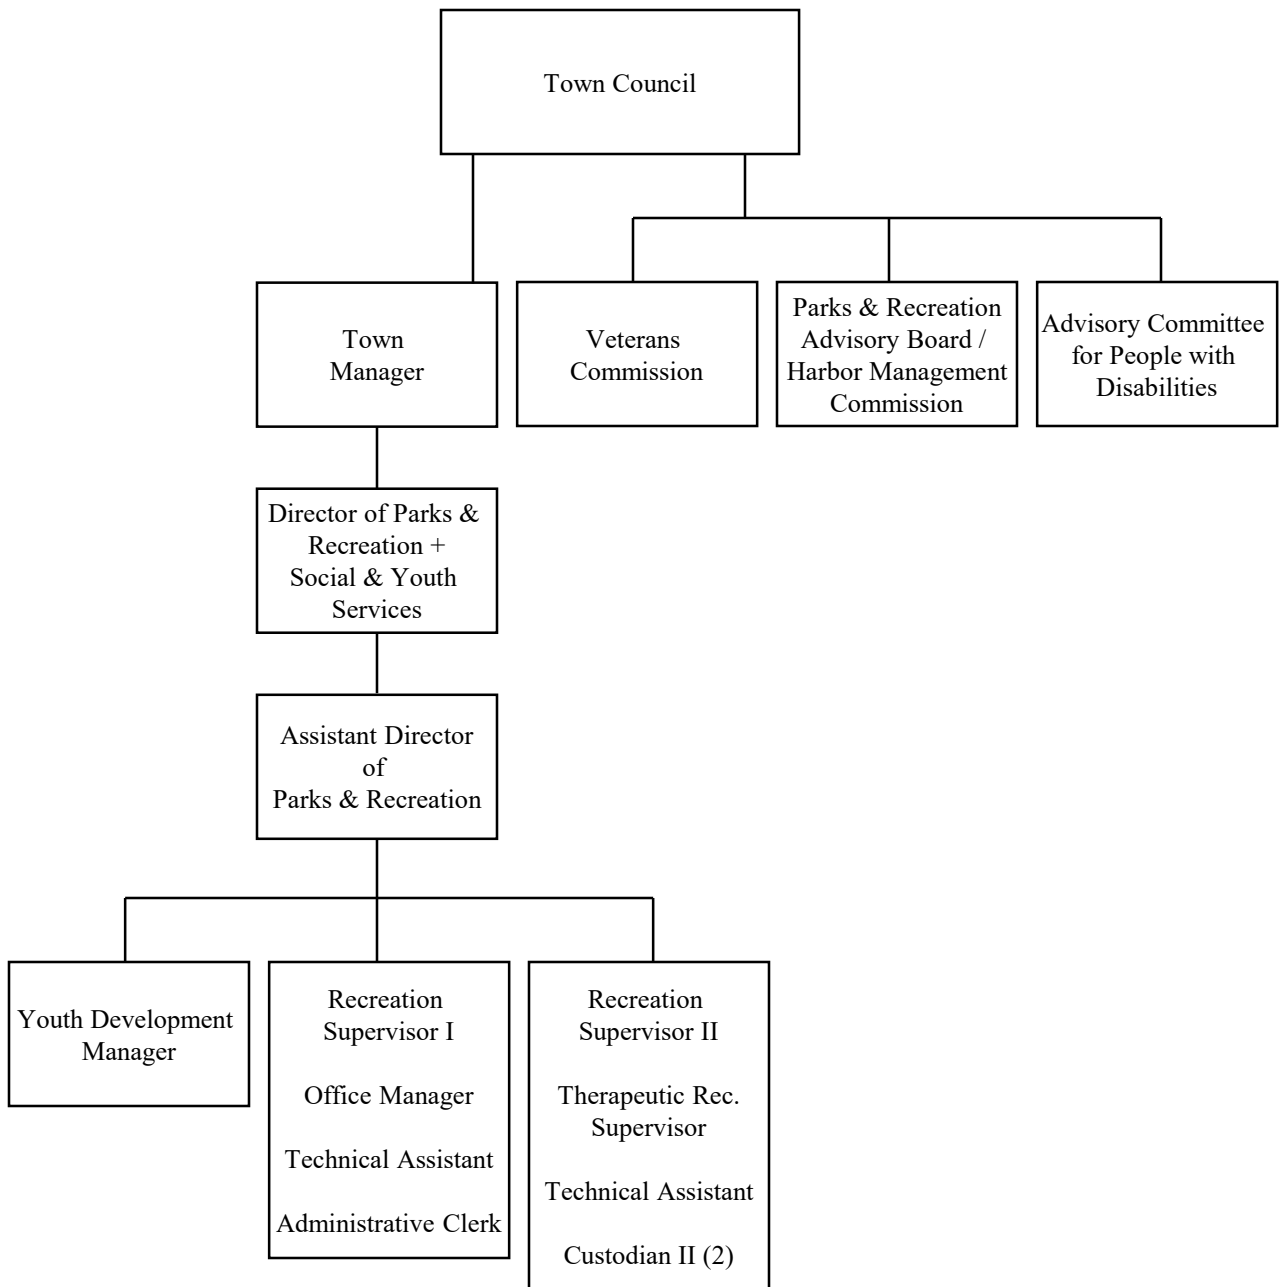 Town Council
Town
Manager
Veterans
Commission
Parks & Recreation
Advisory Board /
Harbor Management
Commission
Advisory Committee
for People with
Disabilities
Director of Parks &
Recreation +
Social & Youth
Services
Assistant Director
of
Parks & Recreation
Youth Development
Manager
Recreation
Supervisor I
Office Manager
Technical Assistant
Administrative Clerk
Recreation
Supervisor II
Therapeutic Rec.
Supervisor
Technical Assistant
Custodian II (2)